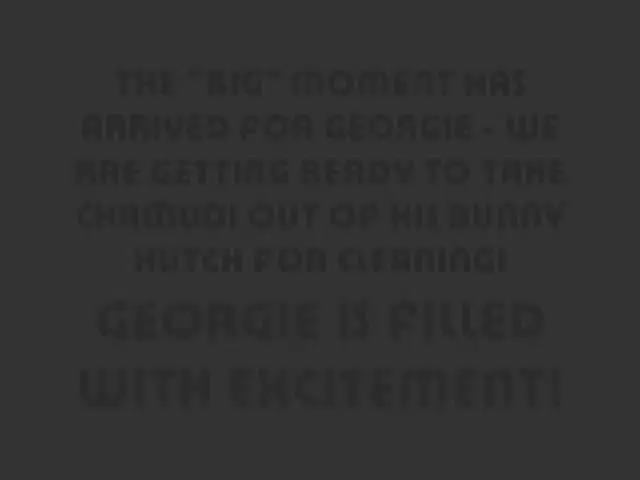 THE "BIG" MOMENT HAS
ARRIVED FOR GEORGIE - WE
ARE GETTING READY TO TAKE
CHAMUDI OUT OF HIS BUNNY
HUTCH FOR CLEANING!
GEORGIE IS FILLED
WITH EXCITEMENT!